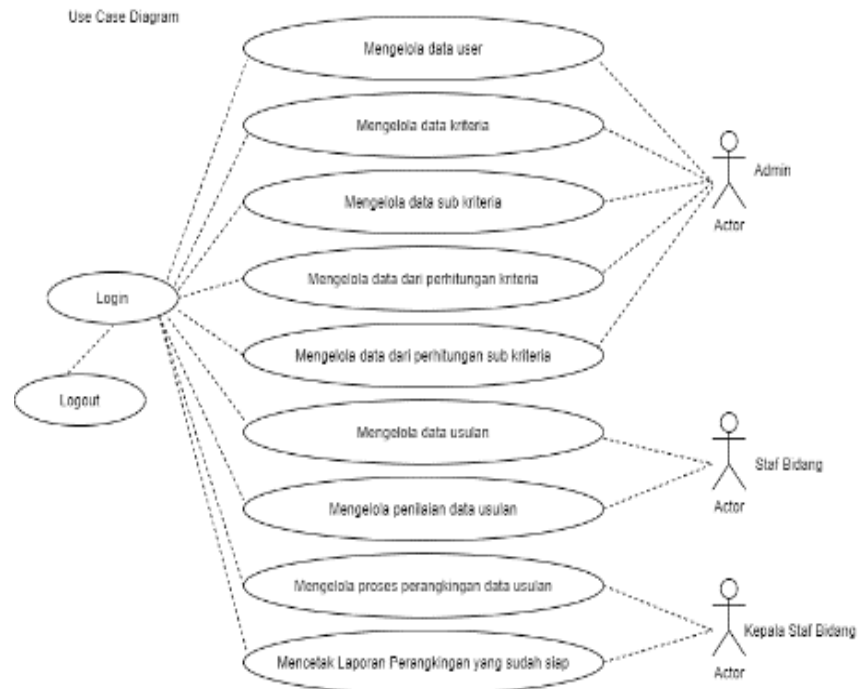 Use Case Diagram
Mengelola data user
Mengelola data kriteria
Admin
Actor
Mengelola data sub kriteria
Mengelola data dari perhitungan kriteria
Login
Mengelola data dari perhitungan sub kriteria
Logout
Mengelola data usulan
Staf Bidang
Actor
Mengelola penilaian data usulan
Mengelola proses perangkingan data usulan
Kepala Staf Bidang
Actor
Mencetak Laporan Perangkingan yang sudah siap